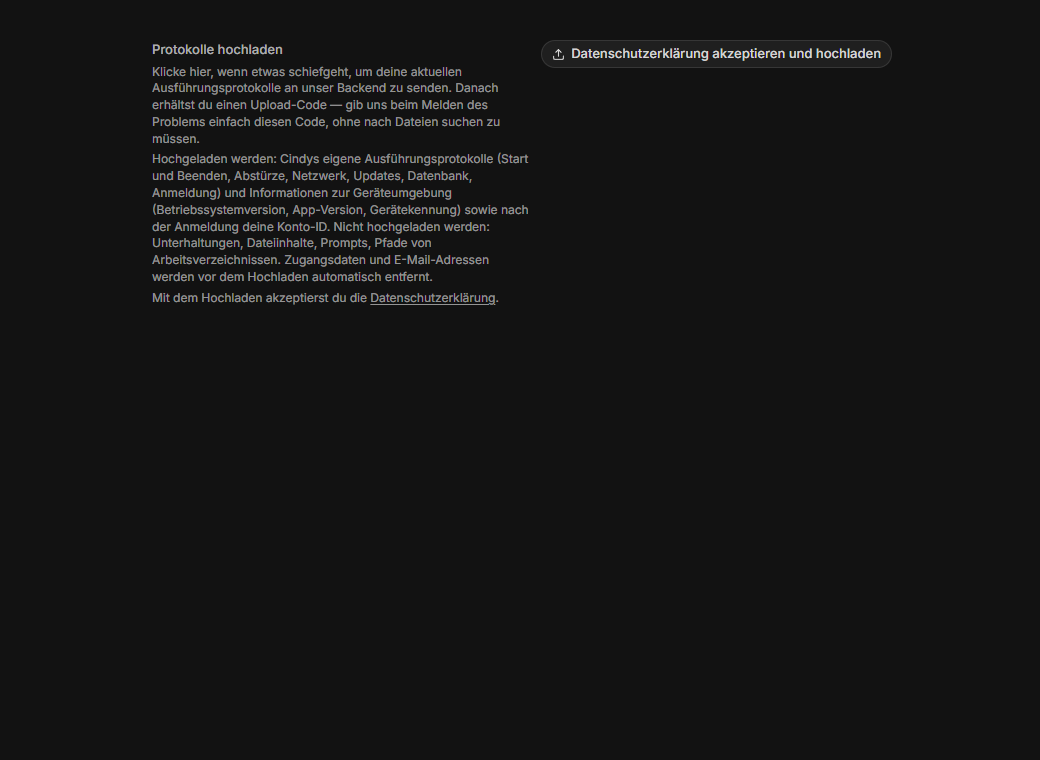 Protokolle hochladen
Datenschutzerklärung akzeptieren und hochladen
Klicke hier, wenn etwas schiefgeht, um deine aktuellen
Ausführungsprotokolle an unser Backend zu senden. Danach
erhältst du einen Upload-Code — gib uns beim Melden des
Problems einfach diesen Code, ohne nach Dateien suchen zu
müssen.
Hochgeladen werden: Cindys eigene Ausführungsprotokolle (Start
und Beenden, Abstürze, Netzwerk, Updates, Datenbank,
Anmeldung) und Informationen zur Geräteumgebung
(Betriebssystemversion, App-Version, Gerätekennung) sowie nach
der Anmeldung deine Konto-ID. Nicht hochgeladen werden:
Unterhaltungen, Dateiinhalte, Prompts, Pfade von
Arbeitsverzeichnissen. Zugangsdaten und E-Mail-Adressen
werden vor dem Hochladen automatisch entfernt.
Mit dem Hochladen akzeptierst du die Datenschutzerklärung.